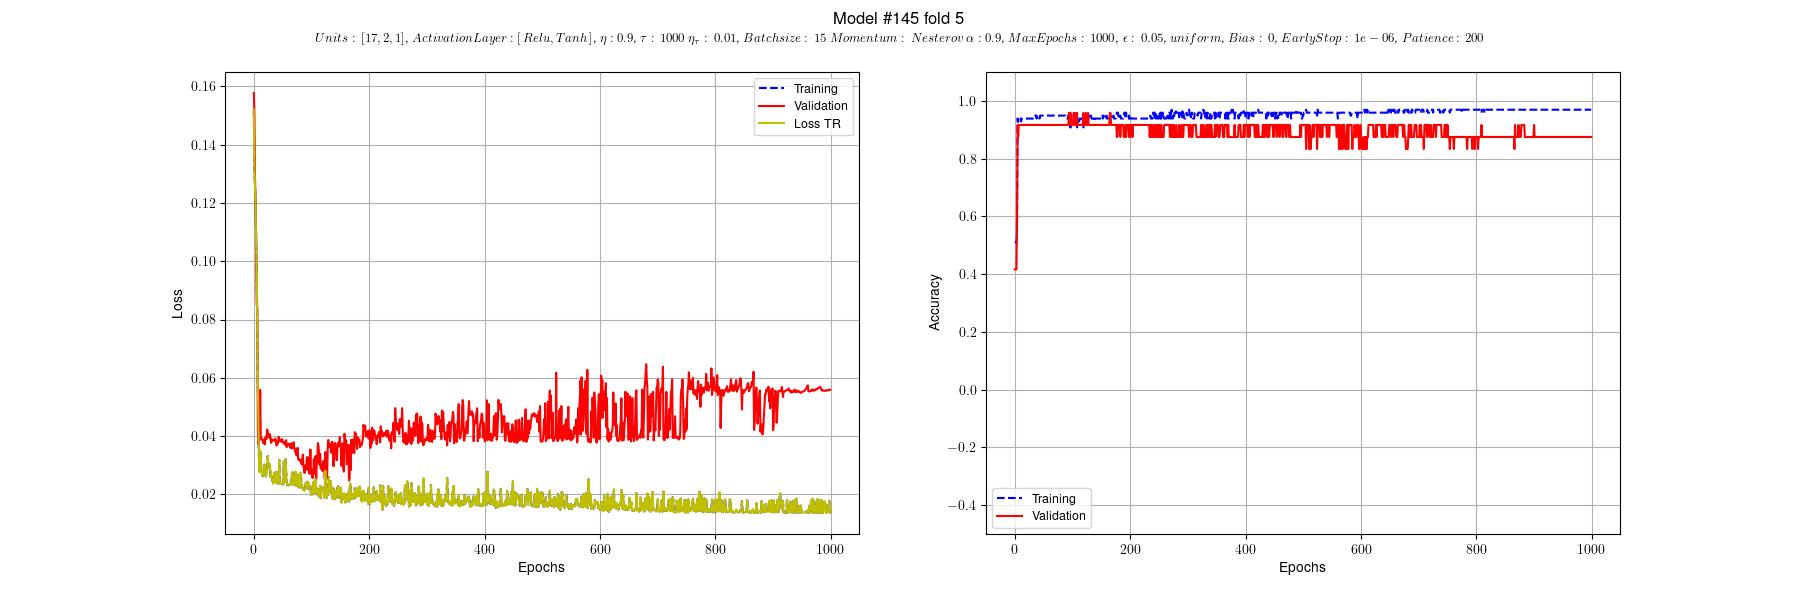 Model #145 fold 5
Units : [17, 2, 1], ActivationLayer : [ Relu, Tanh ], η : 0.9, τ : 1000 η_τ : 0.01, Batchsize : 15 Momentum : Nesterov α : 0.9, MaxEpochs : 1000, ϵ : 0.05, uniform, Bias : 0, EarlyStop : 1e − 06, Patience : 200
0.16
0.14
0.12
0.10
0.08
0.06
0.04
0.02
Loss
Training
Validation
Loss TR
0
200
400
600
800
1000
Epochs
1.0
0.8
0.6
0.4
0.2
0.0
−0.2
−0.4
Accuracy
Training
Validation
0
200
400
600
800
1000
Epochs